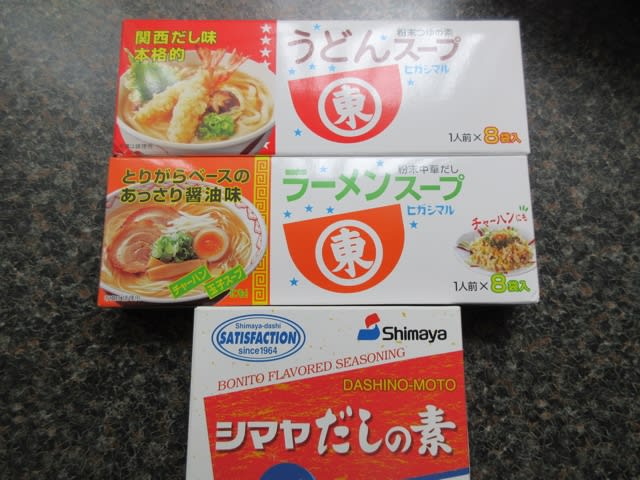 関西だし味
本格的
粉末つゆの素
うどんスープ
ヒガシマル
東
1人前×8袋入
とりがらベースの
あっさり醤油味
粉末中華だし
ラーメンスープ
ヒガシマル
東
チャーハンにも
チャーハン
玉子スープ
1人前×8袋入
Shimaya-dashi
SATISFACTION
since1964
Shimaya
BONITO FLAVORED SEASONING
DASHINO-MOTO
シマヤだしの素